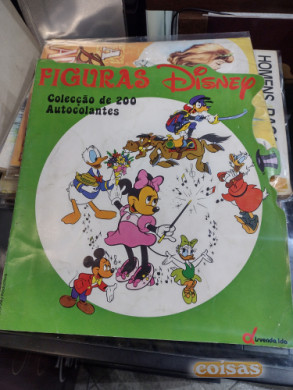 FIGURAS Disney
Colecção de 200
Autocolantes
HOMENS
coisas